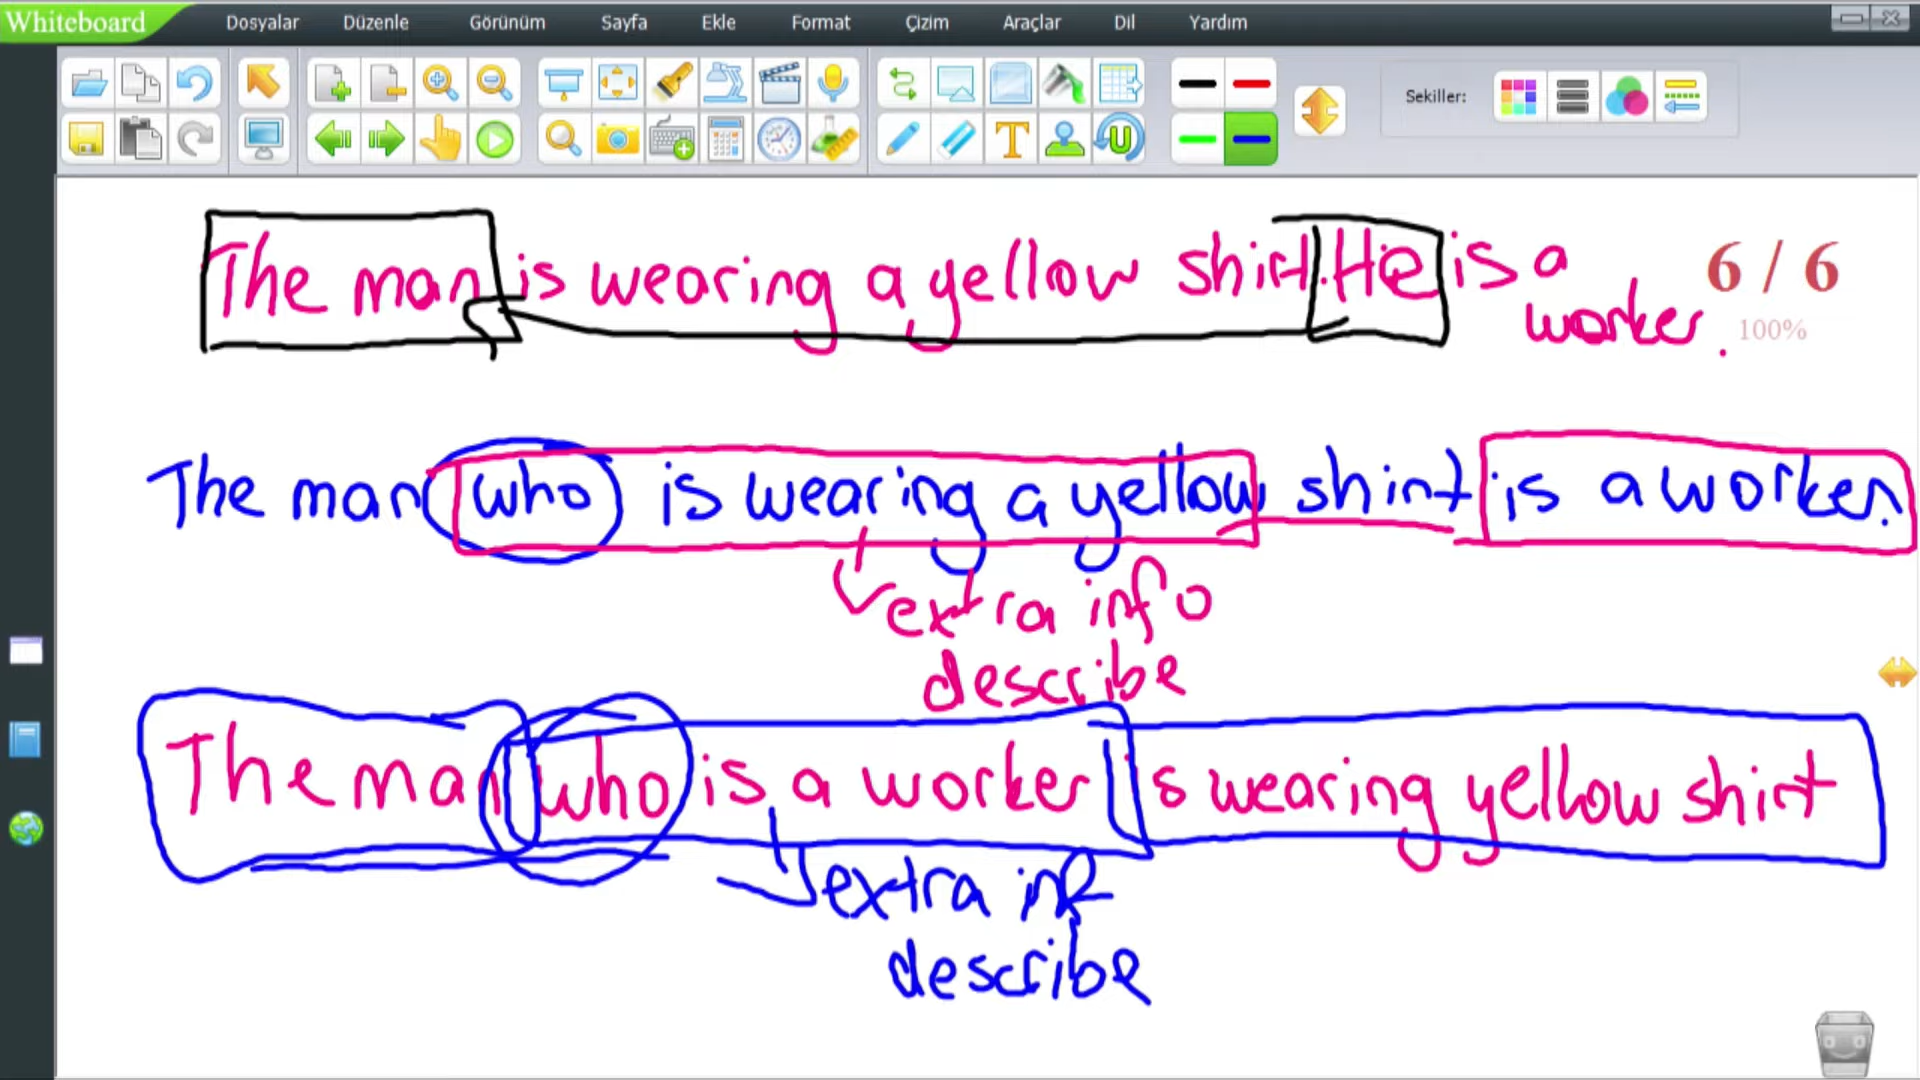 Whiteboard Dosyalar Düzenle Görünüm Sayfa Ekle Format Çizim Araçlar Dil Yardım
Sekiller:
The man is wearing a yellow shirt. He is a
worker.
6 / 6
100%
The man who is wearing a yellow shirt is a worker.
extra info
describe
The man who is a worker is wearing yellow shirt
extra inf
describe